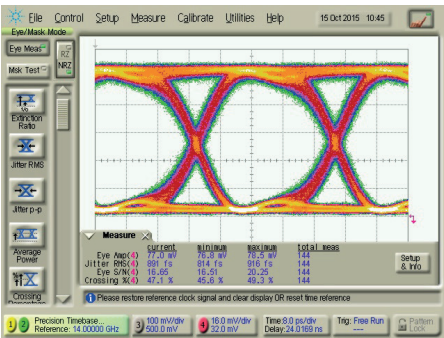 File Control Setup Measure Calibrate Utilities Help 15 Oct 2015 10:45
Eye/Mask Mode
Eye Meas
RZ
NRZ
Msk Test
Extinction
Ratio
Jitter RMS
Jitter p-p
Average
Power
Crossing
Measure
current minimum maximum total meas
Eye Amp(4) 77.0 mV 76.8 mV 78.5 mV 144
Jitter RMS(4) 891 fs 814 fs 916 fs 144
Eye S/N(4) 16.65 16.51 20.25 144
Crossing %(4) 47.1 % 45.6 % 49.3 % 144
Setup
& Info
Please restore reference clock signal and clear display OR reset time reference
1 2 Precision Timebase...
Reference: 14.00000 GHz
3 100 mV/div
500.0 mV
4 16.0 mV/div
32.0 mV
Time:8.0 ps/div
Delay:24.0169 ns
Trig: Free Run
Pattern
Lock